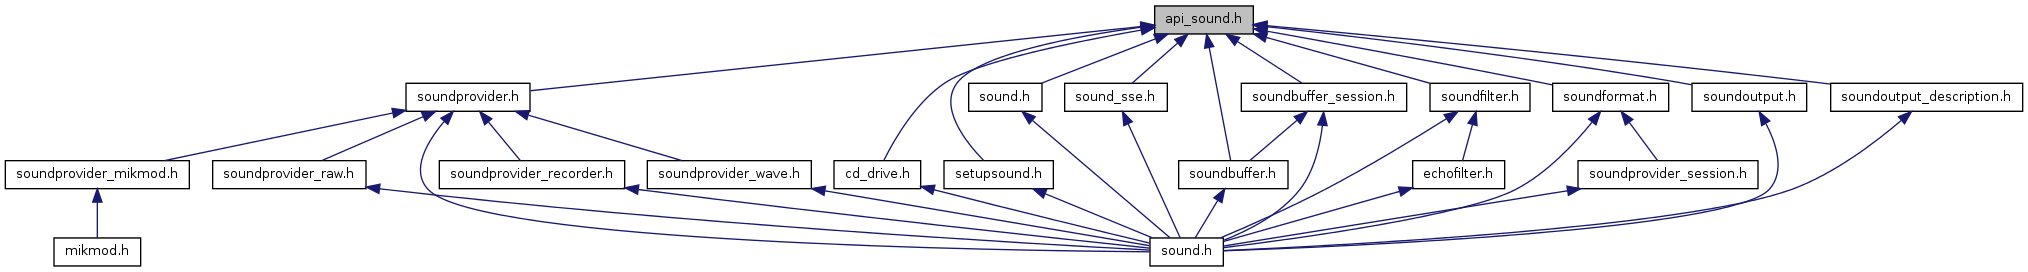 api_sound.h
soundprovider.h
sound.h
sound_sse.h
soundbuffer_session.h
soundfilter.h
soundformat.h
soundoutput.h
soundoutput_description.h
soundprovider_mikmod.h
soundprovider_raw.h
soundprovider_recorder.h
soundprovider_wave.h
cd_drive.h
setupsound.h
soundbuffer.h
echofilter.h
soundprovider_session.h
mikmod.h
sound.h